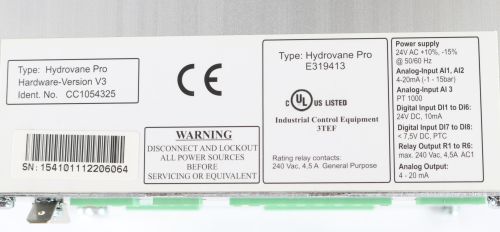 Type: Hydrovane Pro
Hardware-Version V3
Ident. No. CC1054325
CE
SN: 154101112206064
WARNING
DISCONNECT AND LOCKOUT
ALL POWER SOURCES
BEFORE
SERVICING OR EQUIVALENT
Type: Hydrovane Pro
E319413
c UL US LISTED
Industrial Control Equipment
3TEF
Rating relay contacts:
240 Vac, 4,5 A General Purpose
Power supply
24V AC +10%, -15%
@ 50/60 Hz
Analog-Input AI1, AI2
4-20mA (-1 - 15bar)
Analog-Input AI 3
PT 1000
Digital Input DI1 to DI6:
24V DC, 10mA
Digital Input DI7 to DI8:
< 7,5V DC, PTC
Relay Output R1 to R6:
max. 240 Vac, 4,5A AC1
Analog Output:
4 - 20 mA